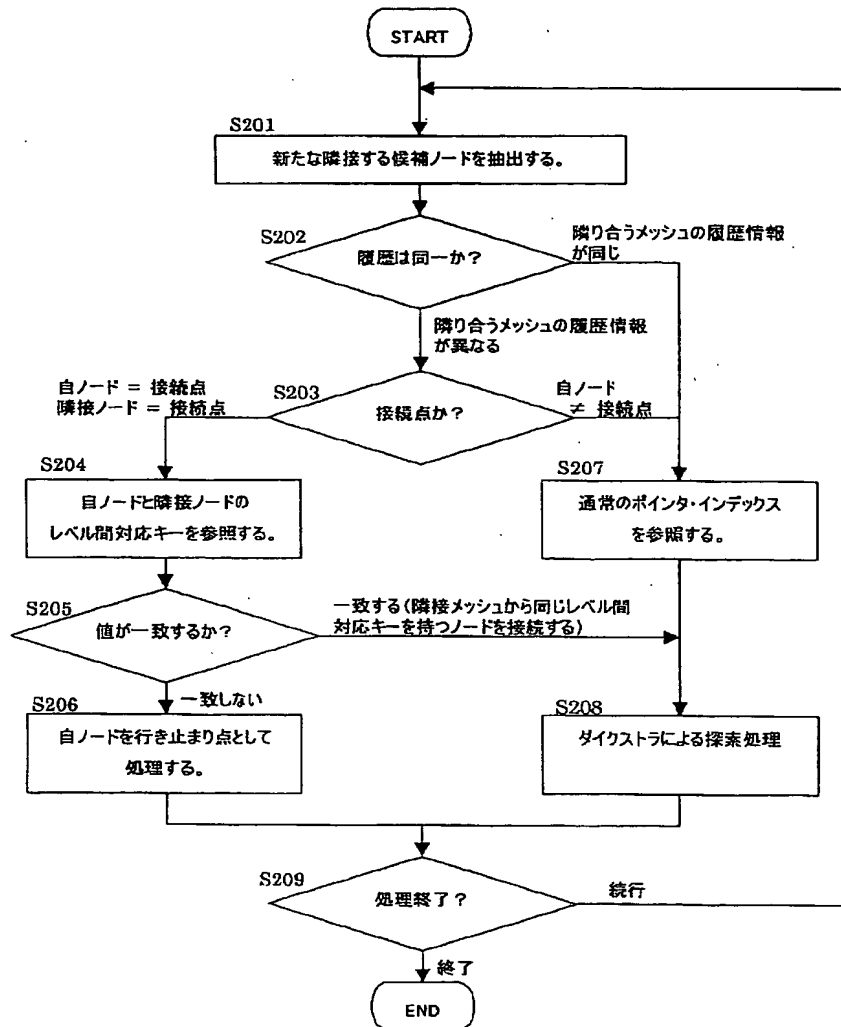 START
S201
新たな隣接する候補ノードを抽出する。
S202
履歴は同一か？
隣り合うメッシュの履歴情報
が同じ
隣り合うメッシュの履歴情報
が異なる
自ノード = 接続点
隣接ノード = 接続点
S203
接続点か？
自ノード
≠ 接続点
S204
自ノードと隣接ノードの
レベル間対応キーを参照する。
S207
通常のポインタ・インデックス
を参照する。
S205
値が一致するか？
一致する(隣接メッシュから同じレベル間
対応キーを持つノードを接続する)
一致しない
S206
自ノードを行き止まり点として
処理する。
S208
ダイクストラによる探索処理
S209
処理終了？
続行
終了
END